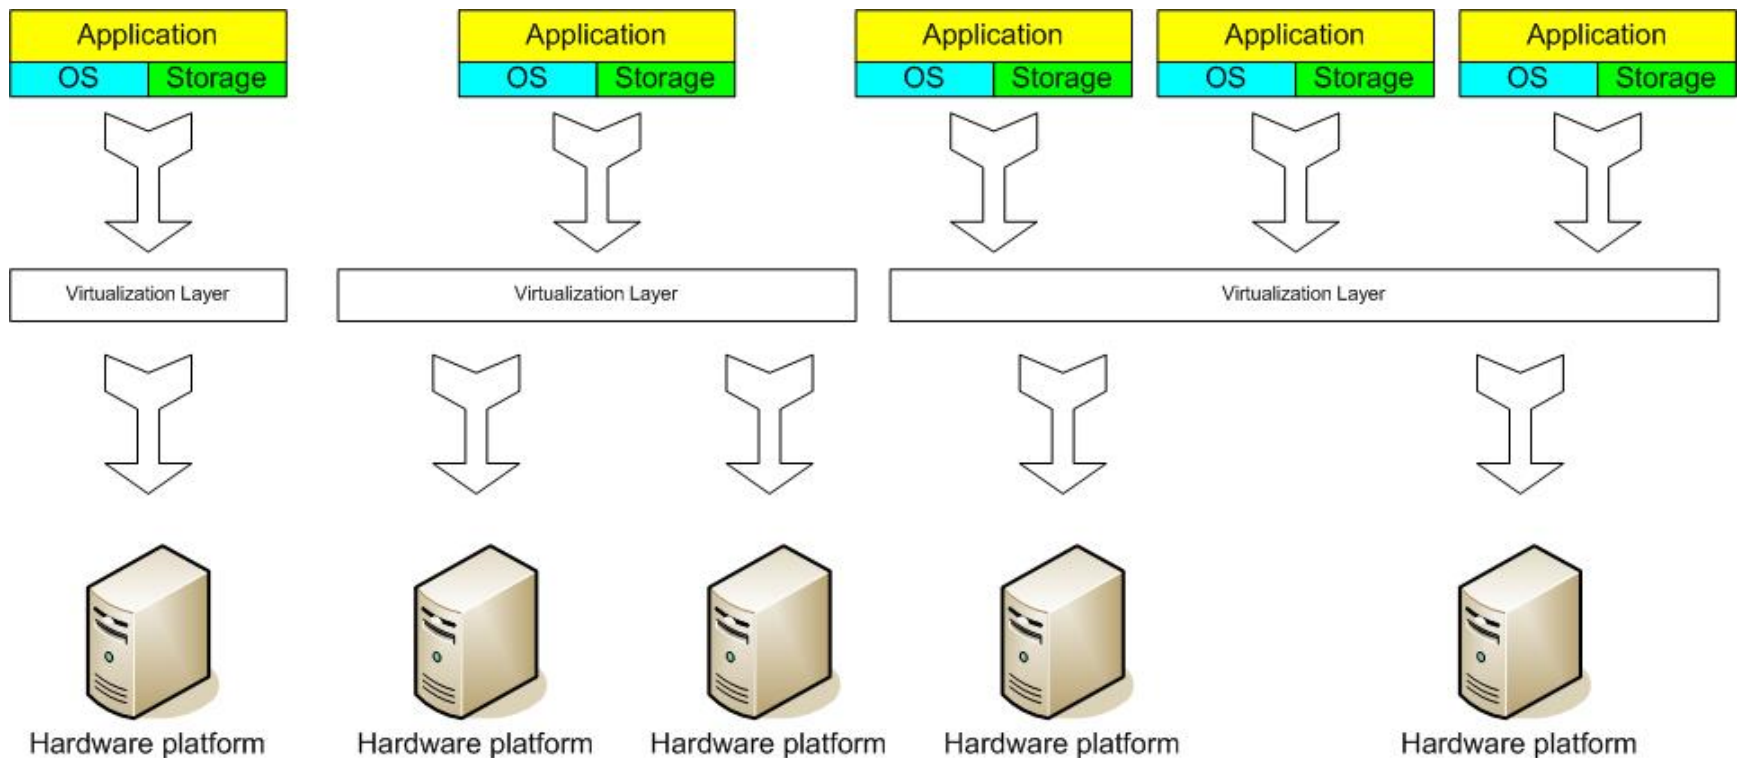 Application
OS Storage
Application
OS Storage
Application
OS Storage
Application
OS Storage
Application
OS Storage
Virtualization Layer
Virtualization Layer
Virtualization Layer
Hardware platform
Hardware platform
Hardware platform
Hardware platform
Hardware platform